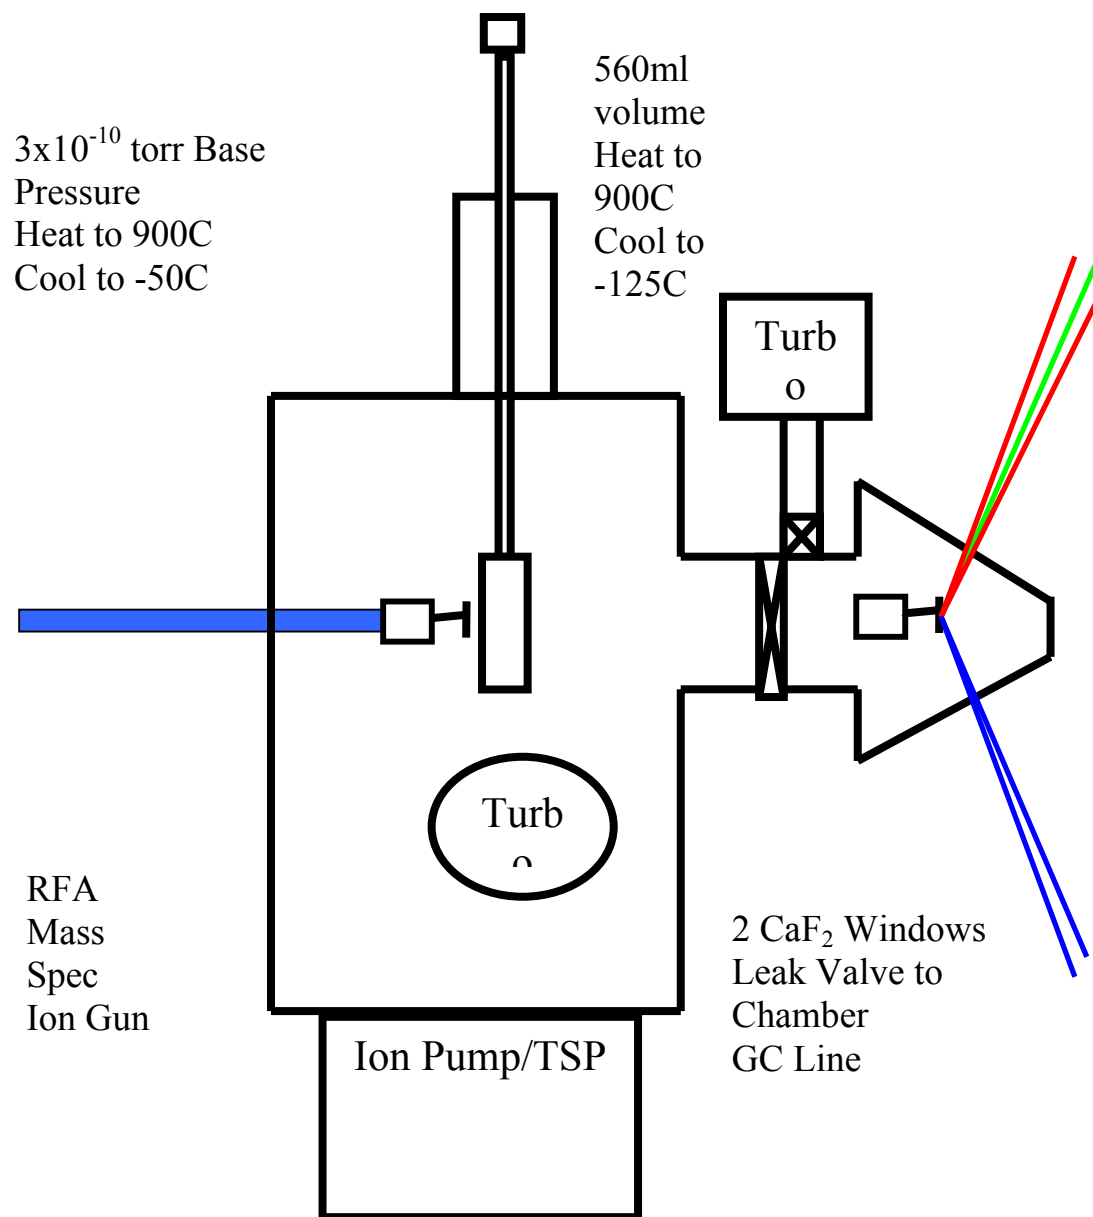 3x10⁻¹⁰ torr Base
Pressure
Heat to 900C
Cool to -50C
560ml
volume
Heat to
900C
Cool to
-125C
Turb
o
Turb
o
RFA
Mass
Spec
Ion Gun
2 CaF₂ Windows
Leak Valve to
Chamber
GC Line
Ion Pump/TSP